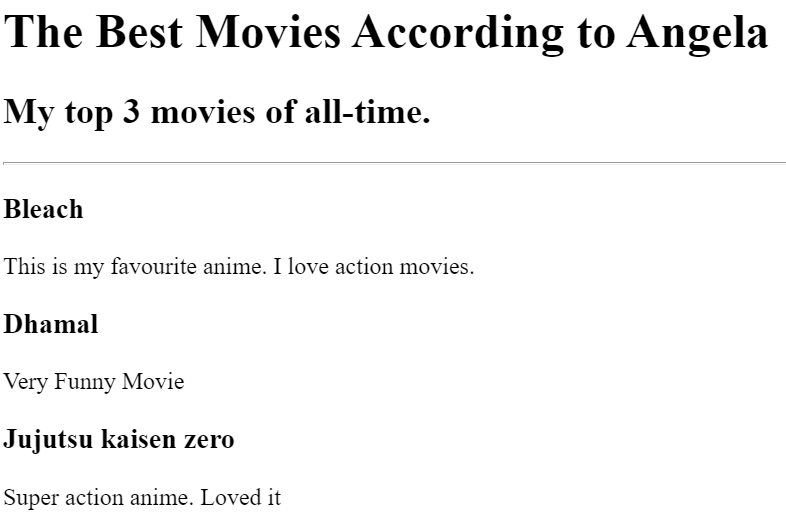 The Best Movies According to Angela
My top 3 movies of all-time.
Bleach
This is my favourite anime. I love action movies.
Dhamal
Very Funny Movie
Jujutsu kaisen zero
Super action anime. Loved it